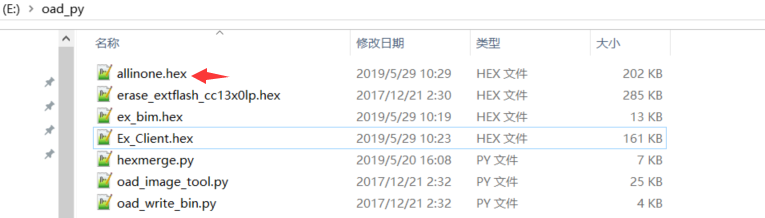 (E:) › oad_py
名称 修改日期 类型 大小
allinone.hex 2019/5/29 10:29 HEX 文件 202 KB
erase_extflash_cc13x0lp.hex 2017/12/21 2:30 HEX 文件 285 KB
ex_bim.hex 2019/5/29 10:19 HEX 文件 13 KB
Ex_Client.hex 2019/5/29 10:23 HEX 文件 161 KB
hexmerge.py 2019/5/20 16:08 PY 文件 7 KB
oad_image_tool.py 2017/12/21 2:32 PY 文件 25 KB
oad_write_bin.py 2017/12/21 2:32 PY 文件 4 KB